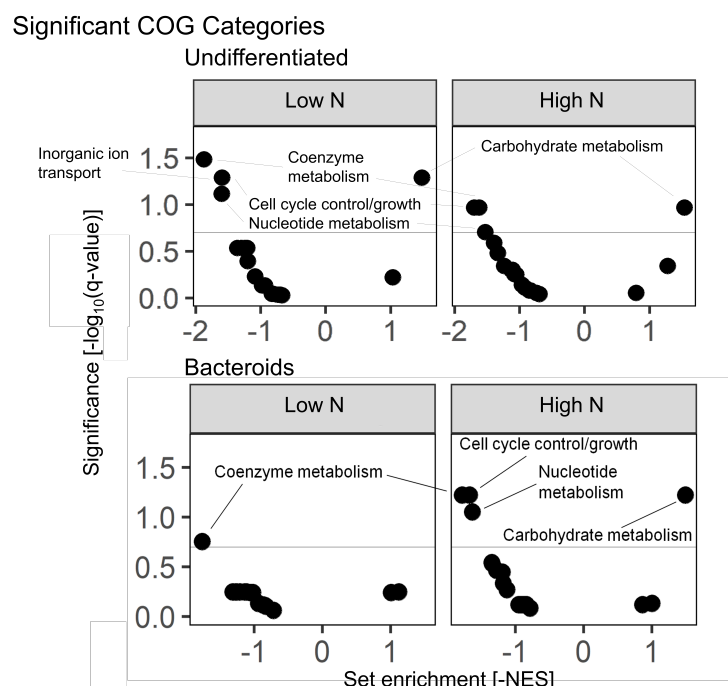 Significant COG Categories
Undifferentiated
Low N
High N
Inorganic ion
transport
Coenzyme
metabolism
Carbohydrate metabolism
Cell cycle control/growth
Nucleotide metabolism
1.5
1.0
0.5
0.0
-2
-1
0
1
-2
-1
0
1
Significance [-log10(q-value)]
Bacteroids
Low N
High N
Coenzyme metabolism
Cell cycle control/growth
Nucleotide
metabolism
Carbohydrate metabolism
1.5
1.0
0.5
0.0
-1
0
1
-1
0
1
Set enrichment [-NES]